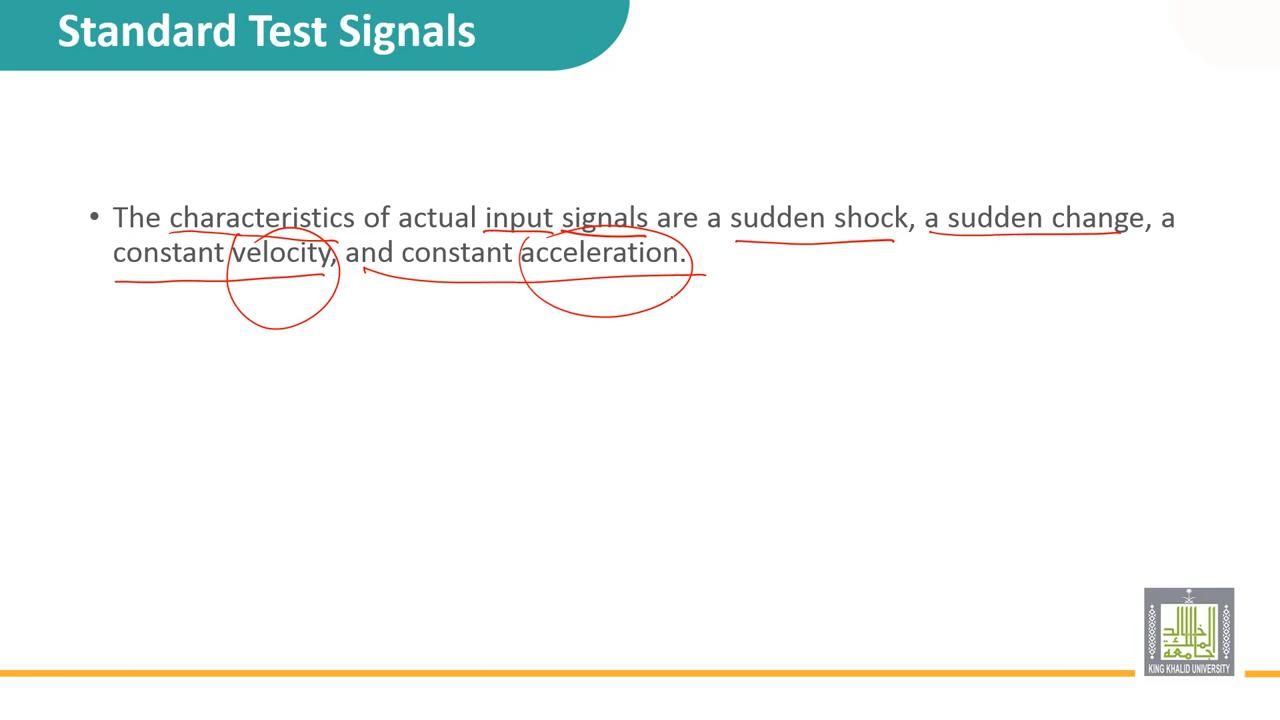 Standard Test Signals
• The characteristics of actual input signals are a sudden shock, a sudden change, a
constant velocity, and constant acceleration.
KING KHALID UNIVERSITY